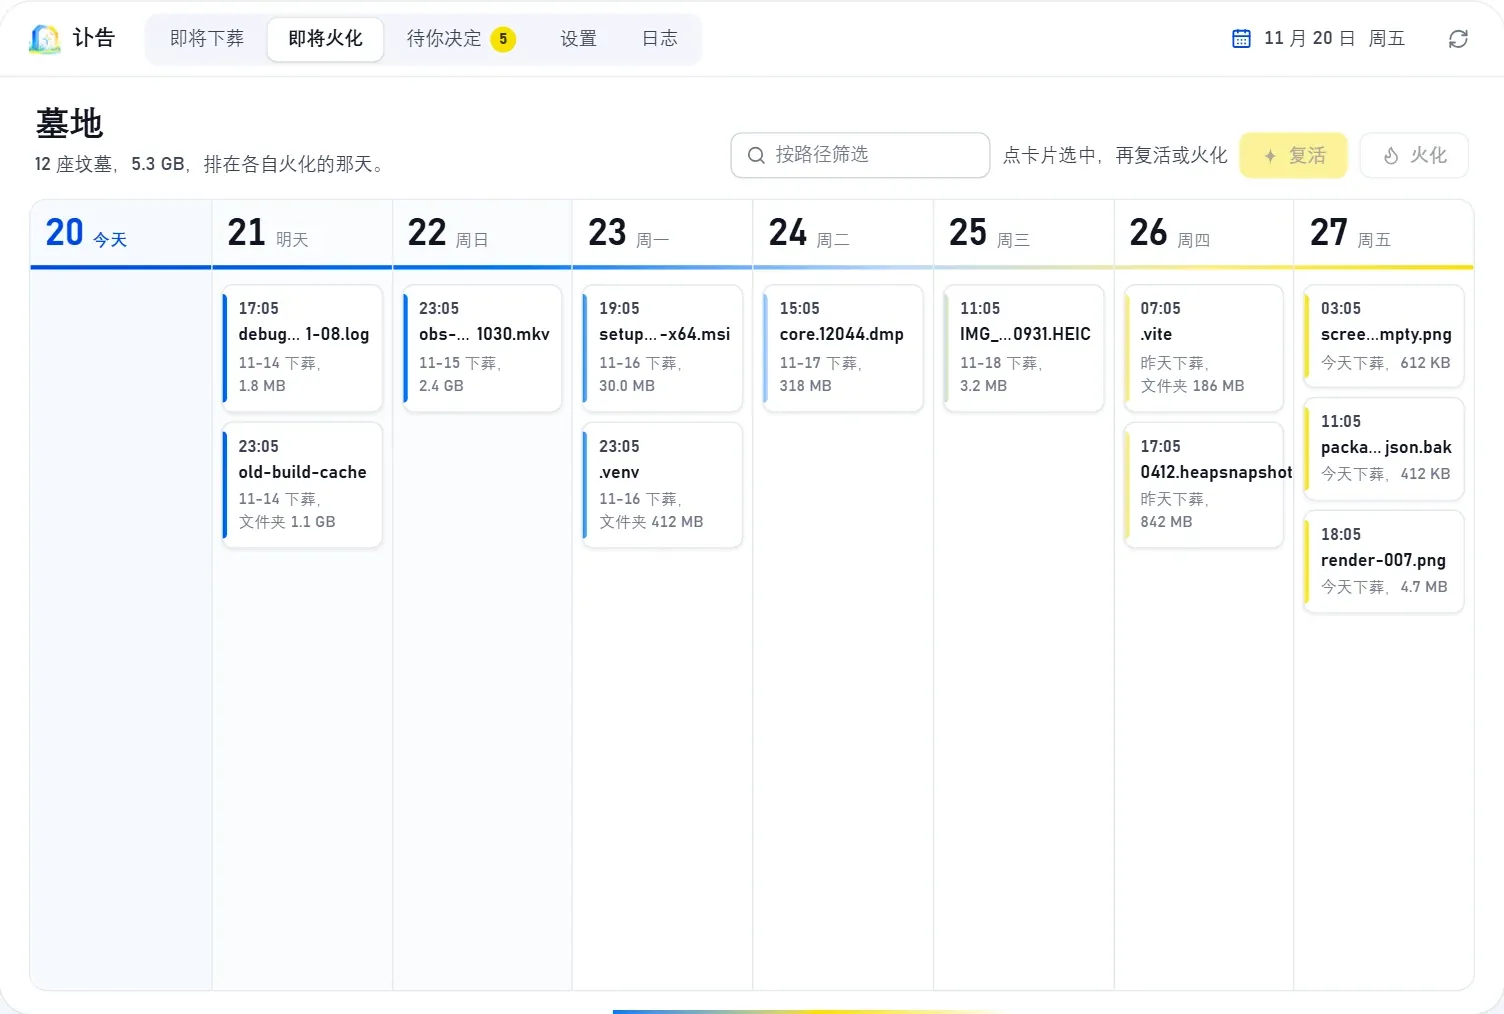 讣告
即将下葬
即将火化
待你决定 5
设置
日志
11 月 20 日 周五
墓地
12 座坟墓，5.3 GB，排在各自火化的那天。
按路径筛选
点卡片选中，再复活或火化
复活
火化
20 今天
21 明天
17:05
debug… 1-08.log
11-14 下葬，
1.8 MB
23:05
old-build-cache
11-14 下葬，
文件夹 1.1 GB
22 周日
23:05
obs-… 1030.mkv
11-15 下葬，
2.4 GB
23 周一
19:05
setup…-x64.msi
11-16 下葬，
30.0 MB
23:05
.venv
11-16 下葬，
文件夹 412 MB
24 周二
15:05
core.12044.dmp
11-17 下葬，
318 MB
25 周三
11:05
IMG_…0931.HEIC
11-18 下葬，
3.2 MB
26 周四
07:05
.vite
昨天下葬，
文件夹 186 MB
17:05
0412.heapsnapshot
昨天下葬，
842 MB
27 周五
03:05
scree…mpty.png
今天下葬，612 KB
11:05
packa…json.bak
今天下葬，412 KB
18:05
render-007.png
今天下葬，4.7 MB